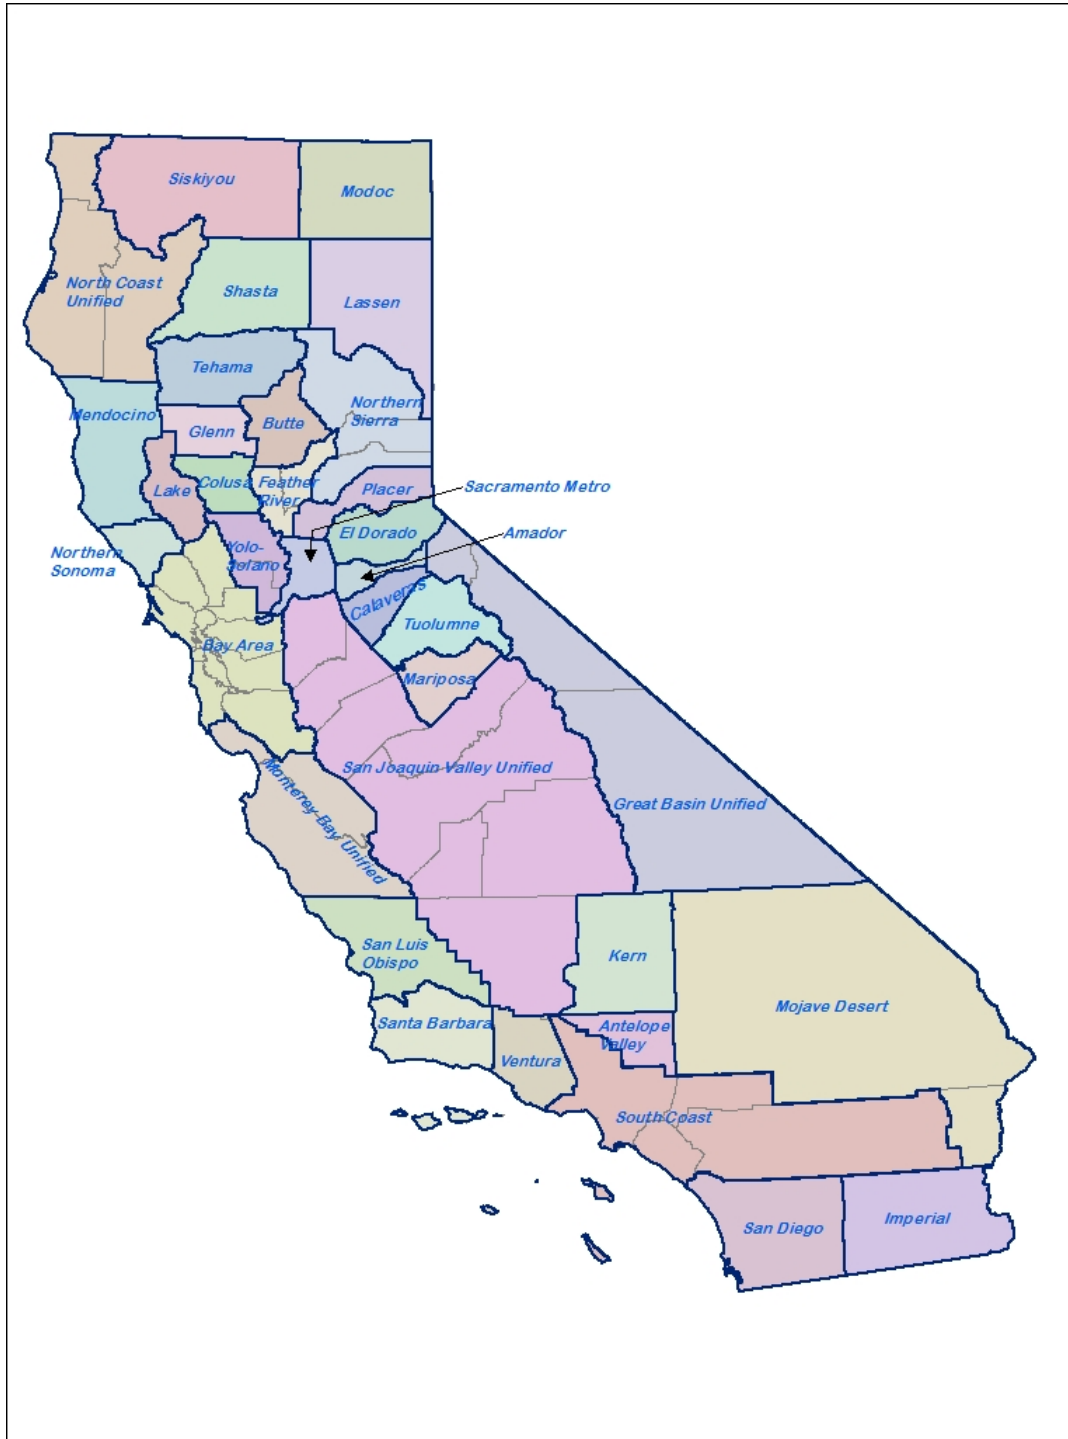 Siskiyou
Modoc
North Coast
Unified
Shasta
Lassen
Tehama
Mendocino
Northern
Sierra
Butte
Glenn
Lake
Colusa
Feather
River
Placer
Sacramento Metro
El Dorado
Amador
Northern
Sonoma
Yolo-
Solano
Calaveras
Tuolumne
Bay Area
Mariposa
San Joaquin Valley Unified
Monterey Bay Unified
Great Basin Unified
San Luis
Obispo
Kern
Mojave Desert
Santa Barbara
Antelope
Valley
Ventura
South Coast
San Diego
Imperial